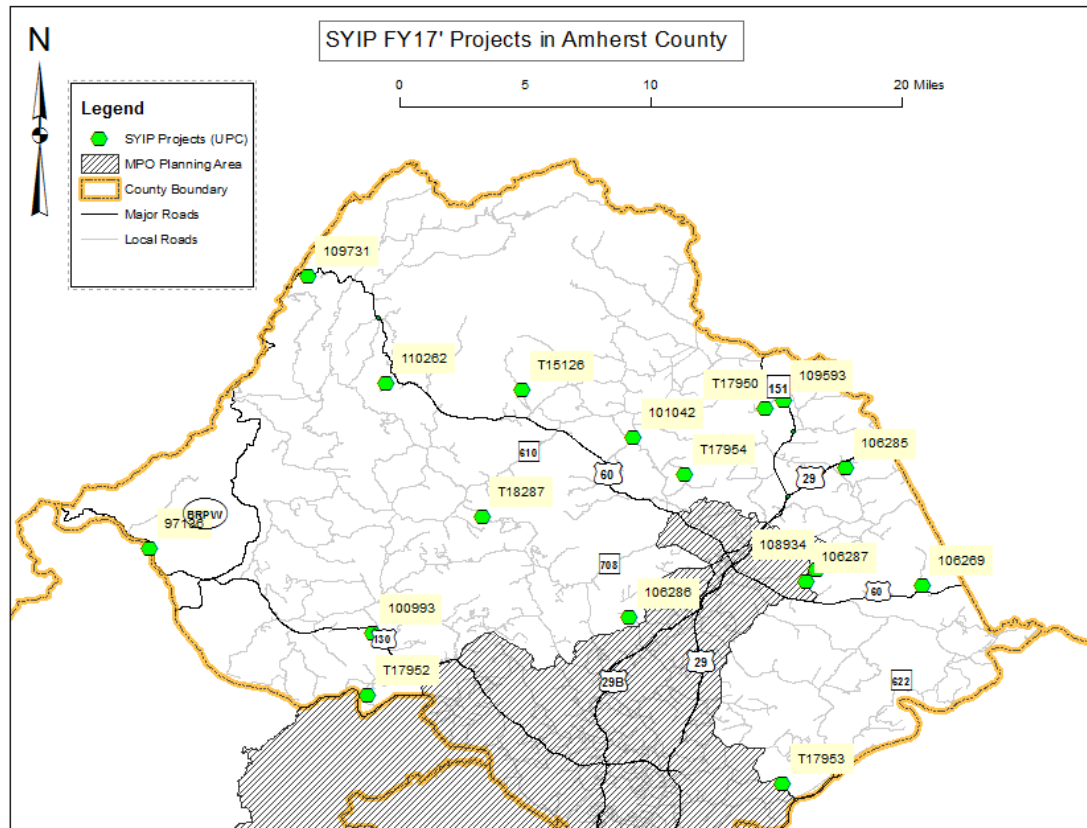 SYIP FY17' Projects in Amherst County
N
0 5 10 20 Miles
Legend
SYIP Projects (UPC)
MPO Planning Area
County Boundary
Major Roads
Local Roads
109731
110262
T15126
T17950
151
109593
101042
610
60
T17954
29
106285
T18287
BRPW
97136
708
108934
106287
106269
60
106286
100993
130
T17952
29B
29
622
T17953